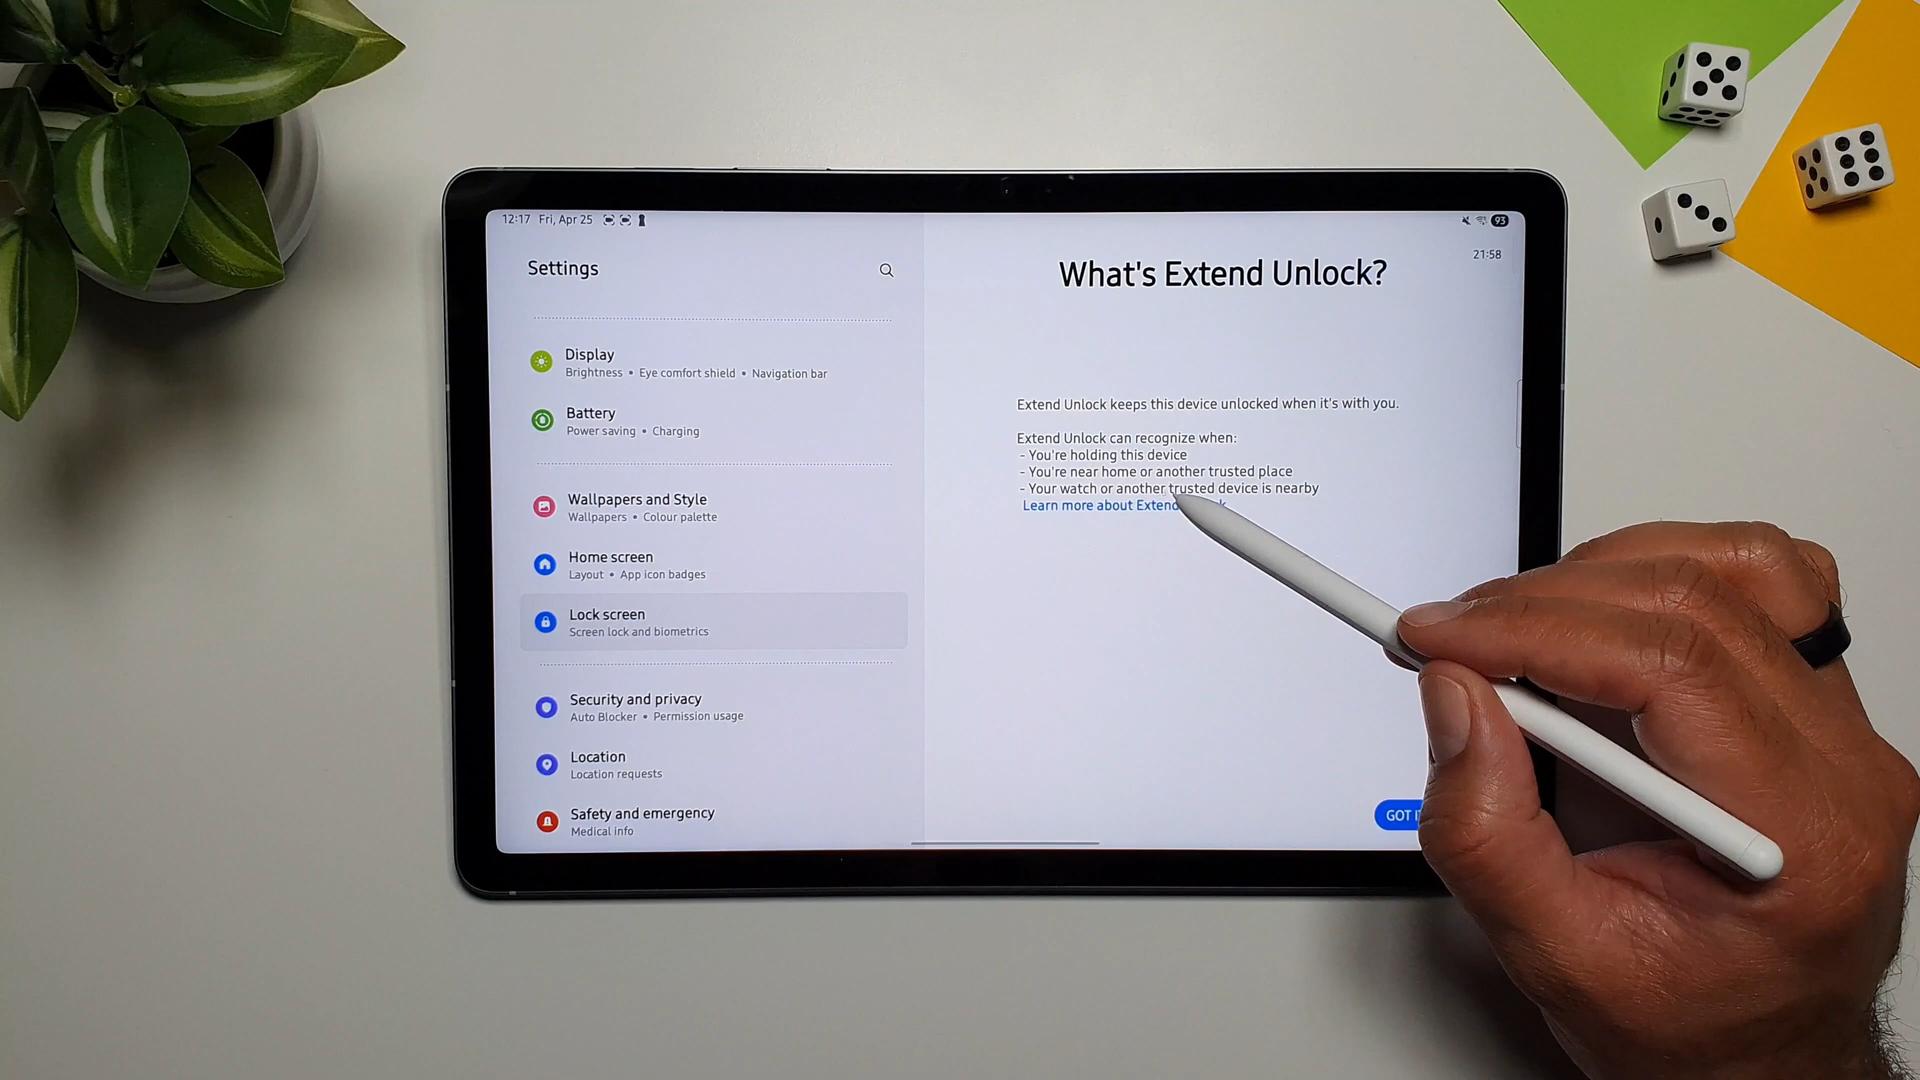 12:17 Fri, Apr 25
93
Settings
Display
Brightness • Eye comfort shield • Navigation bar
Battery
Power saving • Charging
Wallpapers and Style
Wallpapers • Colour palette
Home screen
Layout • App icon badges
Lock screen
Screen lock and biometrics
Security and privacy
Auto Blocker • Permission usage
Location
Location requests
Safety and emergency
Medical info
21:58
What's Extend Unlock?
Extend Unlock keeps this device unlocked when it's with you.
Extend Unlock can recognize when:
- You're holding this device
- You're near home or another trusted place
- Your watch or another trusted device is nearby
Learn more about Extend
GOT